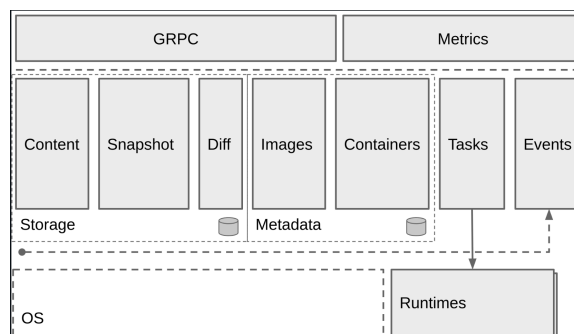 GRPC
Metrics
Content
Snapshot
Diff
Images
Containers
Tasks
Events
Storage
Metadata
Runtimes
OS